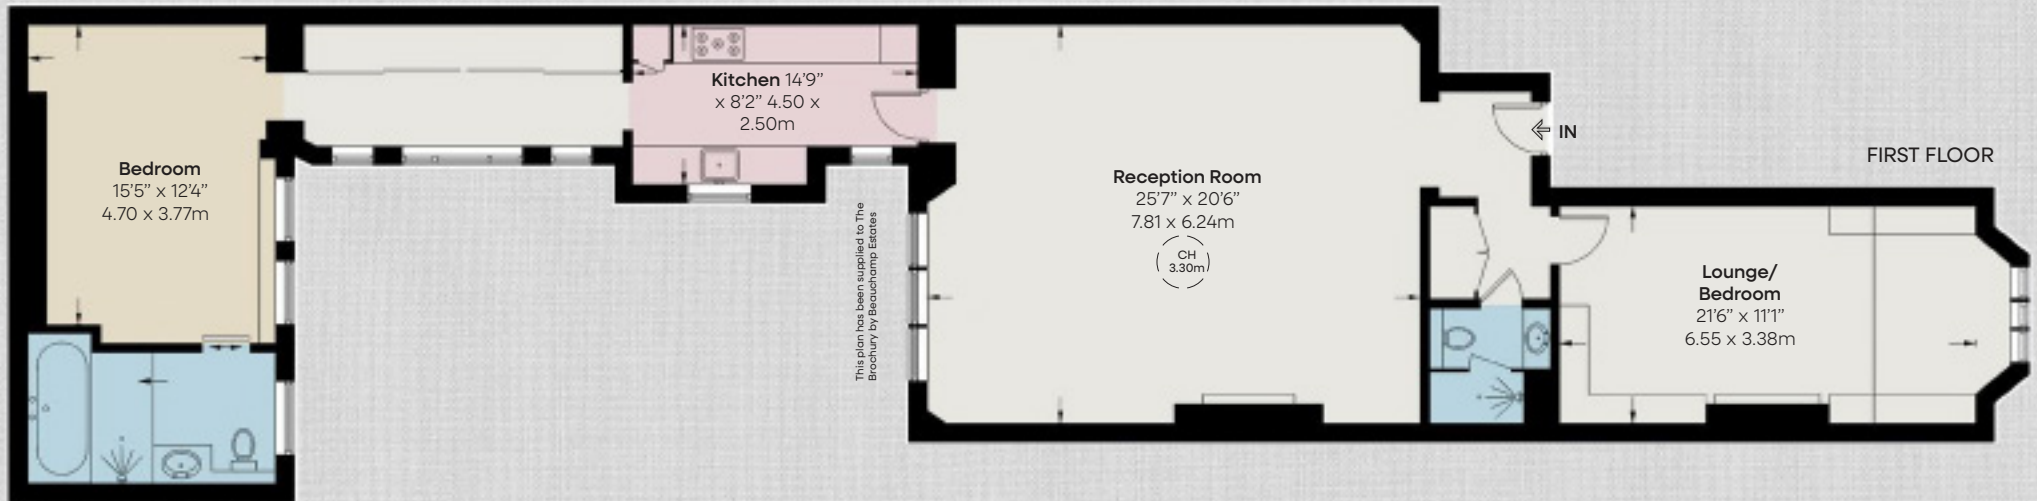 Kitchen 14'9”
x 8'2” 4.50 x
2.50m
Bedroom
15'5” x 12'4”
4.70 x 3.77m
This plan has been supplied to The
Brochury by Beauchamp Estates
Reception Room
25'7” x 20'6”
7.81 x 6.24m
CH
3.30m
IN
FIRST FLOOR
Lounge/
Bedroom
21'6” x 11'1”
6.55 x 3.38m